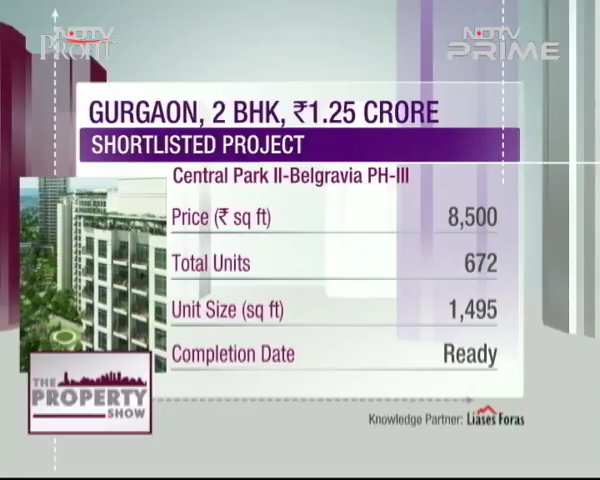 NDTV
Profit
NDTV
PRIME
GURGAON, 2 BHK, ₹1.25 CRORE
SHORTLISTED PROJECT
Central Park II-Belgravia PH-III
Price (₹ sq ft) 8,500
Total Units 672
Unit Size (sq ft) 1,495
Completion Date Ready
THE
PROPERTY
SHOW
Knowledge Partner: Liases Foras